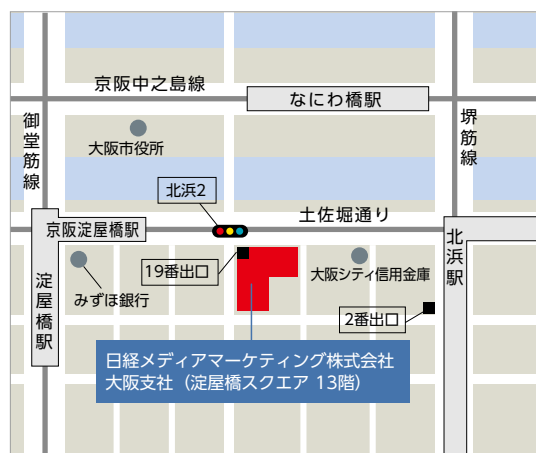 京阪中之島線
なにわ橋駅
御堂筋線
堺筋線
大阪市役所
北浜2
土佐堀通り
京阪淀屋橋駅
北浜駅
淀屋橋駅
みずほ銀行
19番出口
大阪シティ信用金庫
2番出口
日経メディアマーケティング株式会社
大阪支社（淀屋橋スクエア 13階）